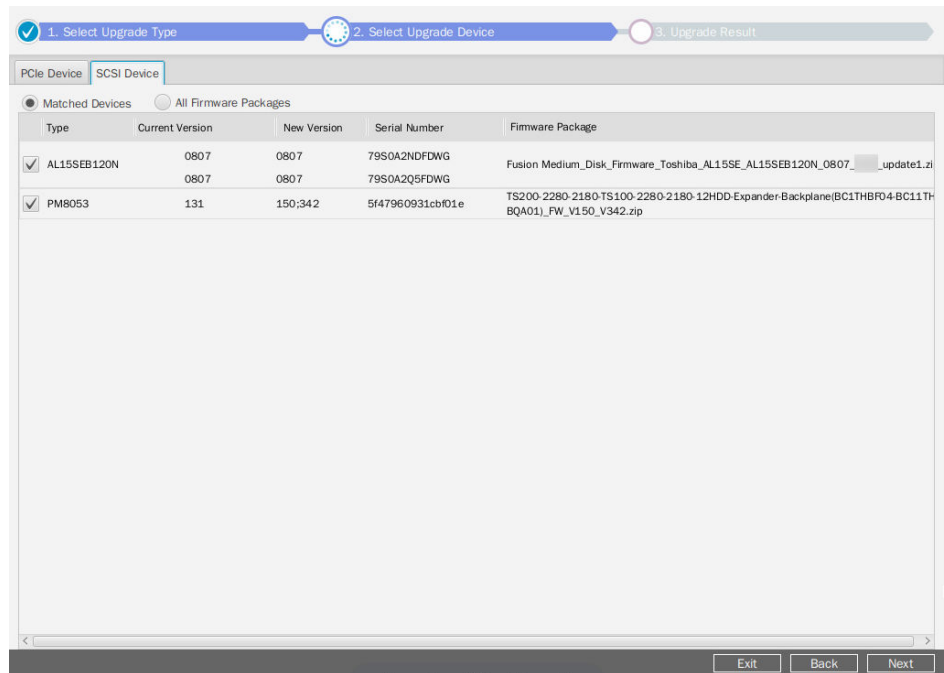 1. Select Upgrade Type 2. Select Upgrade Device 3. Upgrade Result
PCIe Device SCSI Device
Matched Devices All Firmware Packages
Type Current Version New Version Serial Number Firmware Package
AL15SEB120N 0807 0807 79S0A2NDFDWG Fusion Medium_Disk_Firmware_Toshiba_AL15SE_AL15SEB120N_0807_ _update1.zi
0807 0807 79S0A2Q5FDWG
PM8053 131 150;342 5f47960931cbf01e TS200-2280-2180-TS100-2280-2180-12HDD-Expander-Backplane(BC1THBF04-BC11TH
BQA01)_FW_V150_V342.zip
Exit Back Next